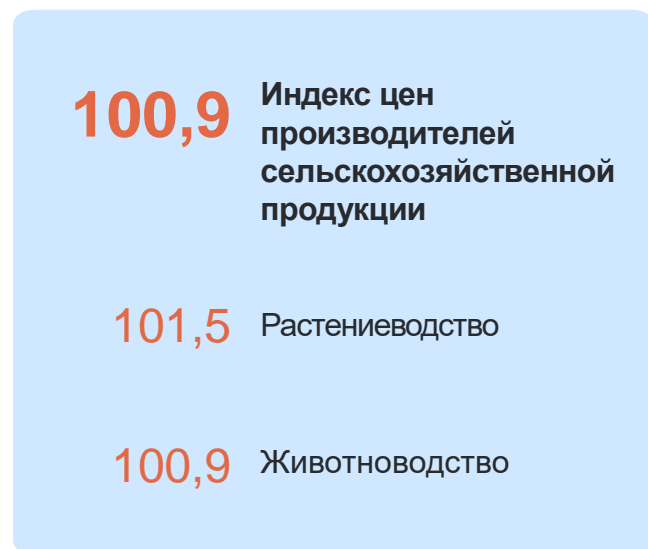 100,9
Индекс цен
производителей
сельскохозяйственной
продукции
101,5 Растениеводство
100,9 Животноводство